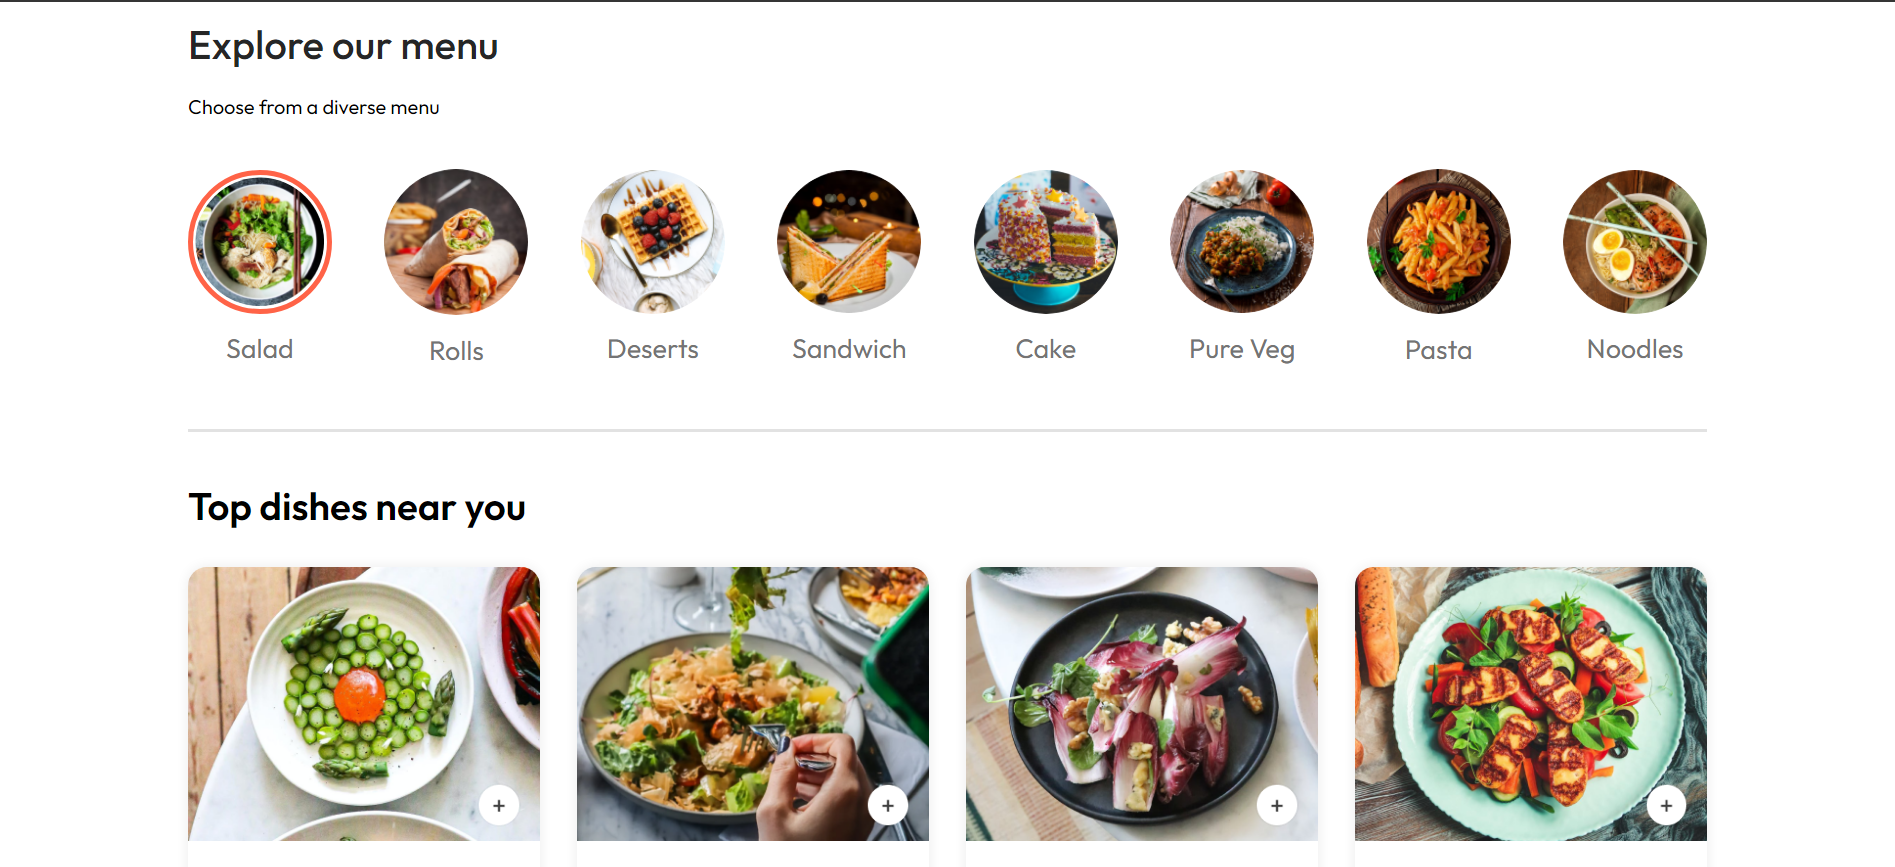 Explore our menu
Choose from a diverse menu
Salad
Rolls
Deserts
Sandwich
Cake
Pure Veg
Pasta
Noodles
Top dishes near you
+
+
+
+